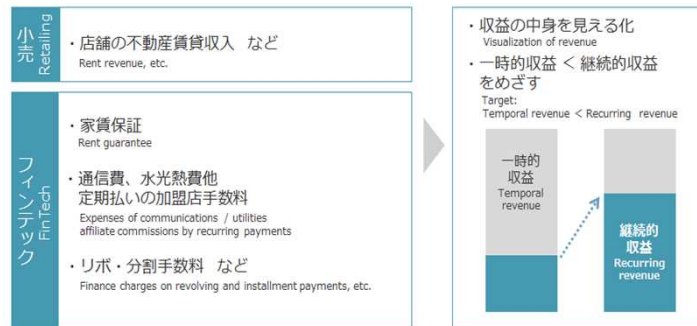 小売
Retailing
・店舗の不動産賃貸収入 など
Rent revenue, etc.
フィンテック
FinTech
・家賃保証
Rent guarantee
・通信費、水光熱費他
定期払いの加盟店手数料
Expenses of communications / utilities
affiliate commissions by recurring payments
・リボ・分割手数料 など
Finance charges on revolving and installment payments, etc.
・収益の中身を見える化
Visualization of revenue
・一時的収益 < 継続的収益
をめざす
Target:
Temporal revenue < Recurring revenue
一時的
収益
Temporal
revenue
継続的
収益
Recurring
revenue